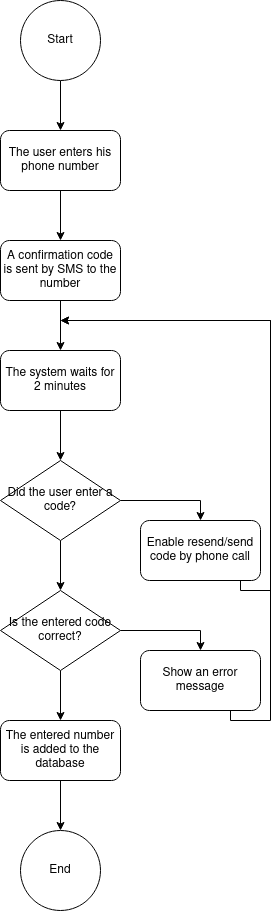 Start
The user enters his
phone number
A confirmation code
is sent by SMS to the
number
The system waits for
2 minutes
Did the user enter a
code?
Enable resend/send
code by phone call
Is the entered code
correct?
Show an error
message
The entered number
is added to the
database
End